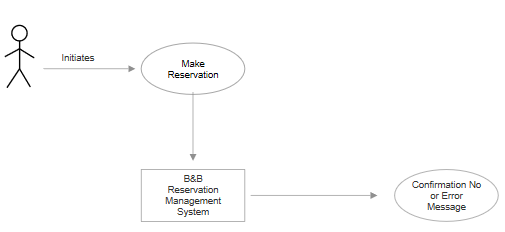 Initiates
Make
Reservation
B&B
Reservation
Management
System
Confirmation No
or Error
Message